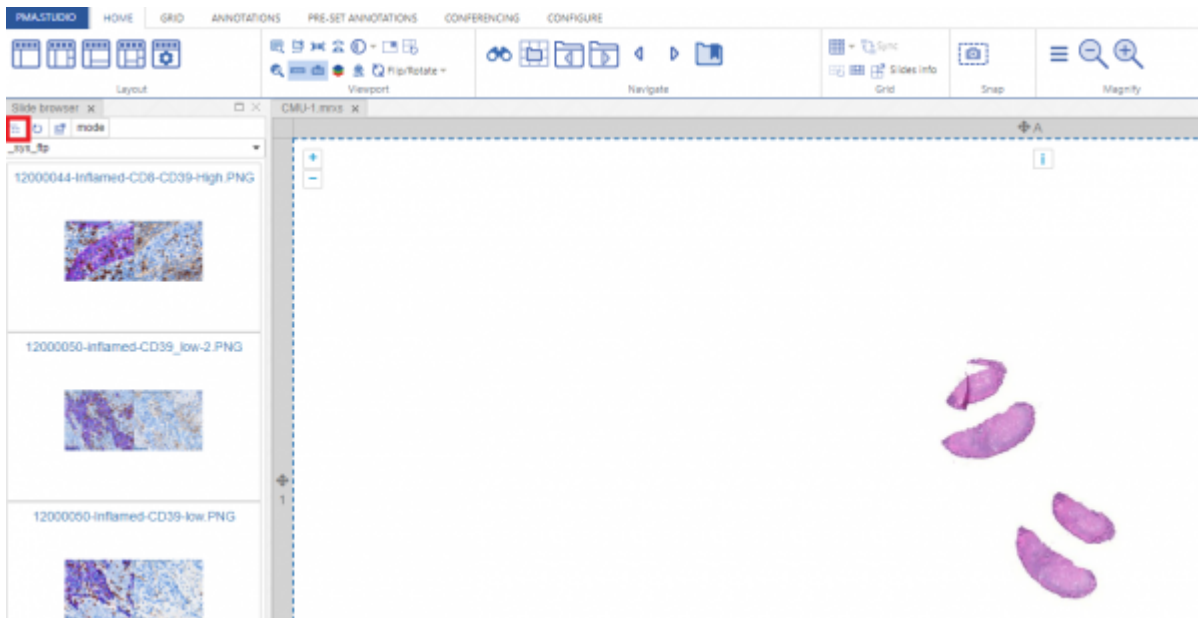 PMA.STUDIO HOME GRID ANNOTATIONS PRE-SET ANNOTATIONS CONFERENCING CONFIGURE
Flip/Rotate
Sync
Slides info
Layout Viewport Navigate Grid Snap Magnify
Slide browser x CMU-1.mrxs x
mode
_sys_ftp
A
12000044-Inflamed-CD8-CD39-High.PNG
12000050-inflamed-CD39_low-2.PNG
1
12000050-Inflamed-CD39-low.PNG